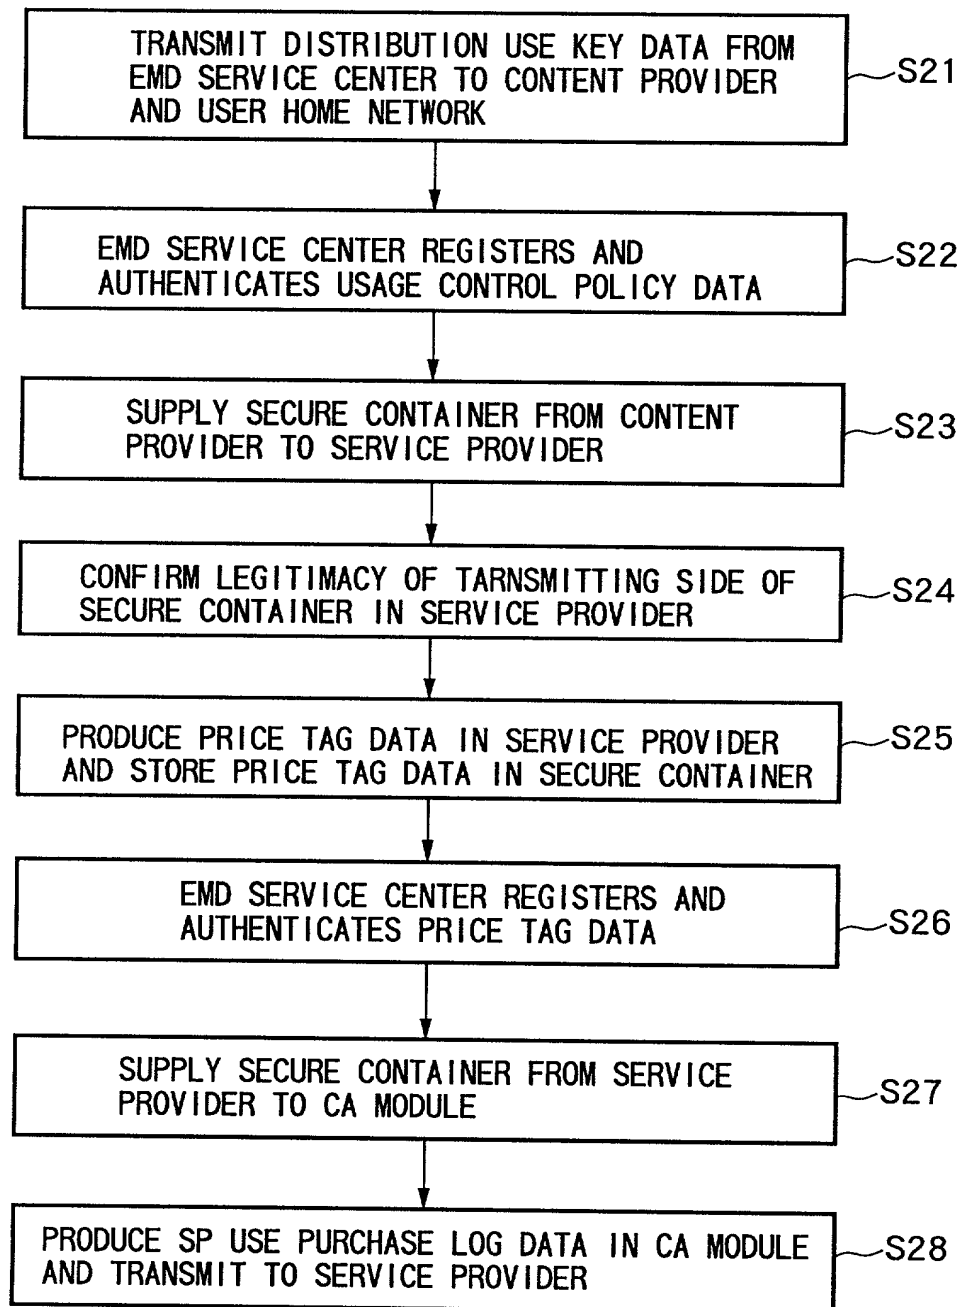 TRANSMIT DISTRIBUTION USE KEY DATA FROM
EMD SERVICE CENTER TO CONTENT PROVIDER
AND USER HOME NETWORK
S21
EMD SERVICE CENTER REGISTERS AND
AUTHENTICATES USAGE CONTROL POLICY DATA
S22
SUPPLY SECURE CONTAINER FROM CONTENT
PROVIDER TO SERVICE PROVIDER
S23
CONFIRM LEGITIMACY OF TARNSMITTING SIDE OF
SECURE CONTAINER IN SERVICE PROVIDER
S24
PRODUCE PRICE TAG DATA IN SERVICE PROVIDER
AND STORE PRICE TAG DATA IN SECURE CONTAINER
S25
EMD SERVICE CENTER REGISTERS AND
AUTHENTICATES PRICE TAG DATA
S26
SUPPLY SECURE CONTAINER FROM SERVICE
PROVIDER TO CA MODULE
S27
PRODUCE SP USE PURCHASE LOG DATA IN CA MODULE
AND TRANSMIT TO SERVICE PROVIDER
S28